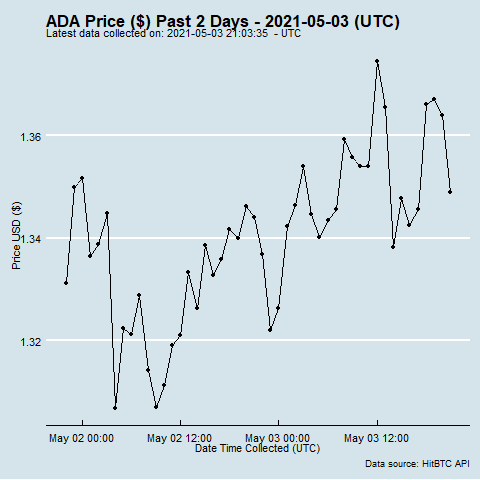 ADA Price ($) Past 2 Days - 2021-05-03 (UTC)
Latest data collected on: 2021-05-03 21:03:35 - UTC
1.36
1.34
1.32
Price USD ($)
May 02 00:00 May 02 12:00 May 03 00:00 May 03 12:00
Date Time Collected (UTC)
Data source: HitBTC API